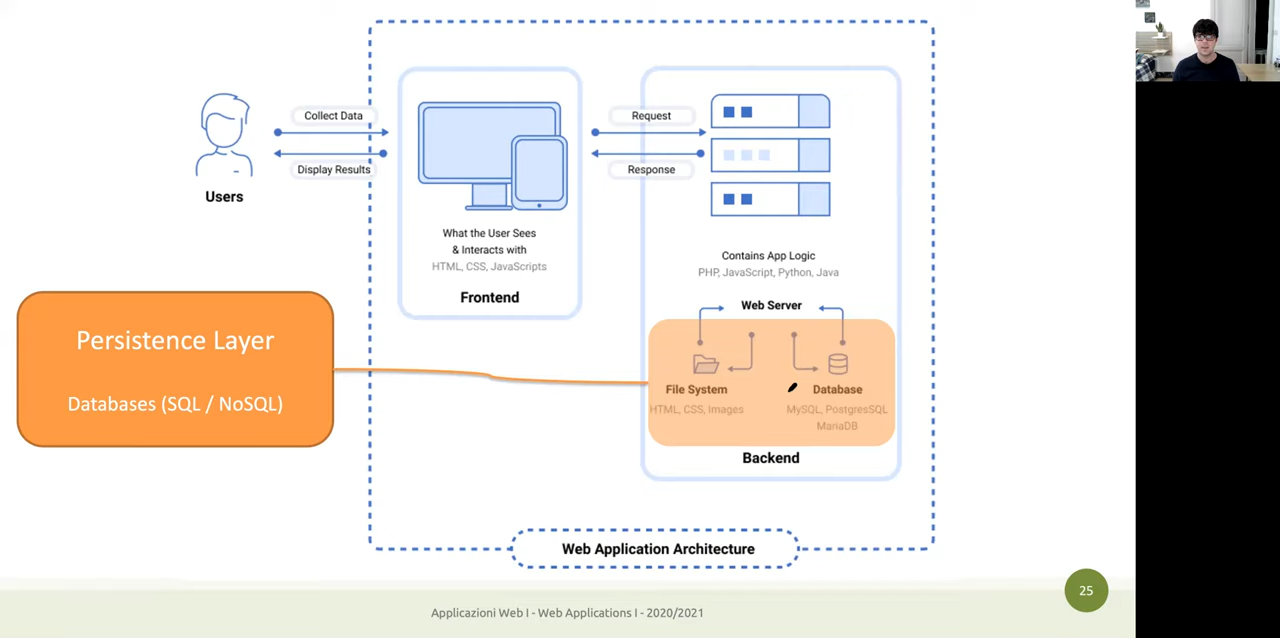 Collect Data
Display Results
Users
Request
Response
What the User Sees
& Interacts with
HTML, CSS, JavaScripts
Frontend
Contains App Logic
PHP, JavaScript, Python, Java
Web Server
File System
HTML, CSS, Images
Database
MySQL, PostgresSQL
MariaDB
Backend
Persistence Layer
Databases (SQL / NoSQL)
Web Application Architecture
25
Applicazioni Web I - Web Applications I - 2020/2021